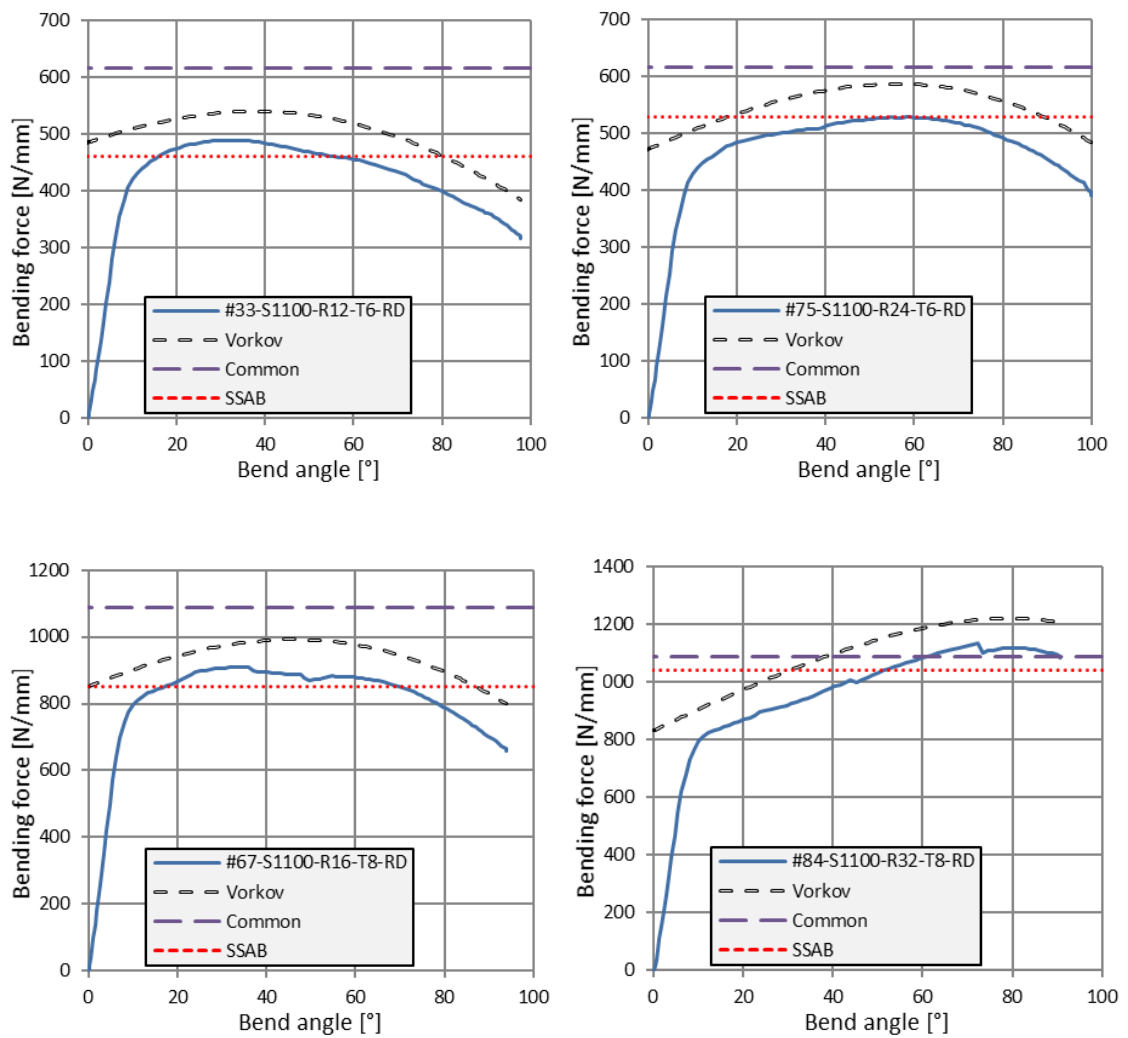 700
600
500
400
300
200
100
0
Bending force [N/mm]
#33-S1100-R12-T6-RD
Vorkov
Common
SSAB
0 20 40 60 80 100
Bend angle [°]
700
600
500
400
300
200
100
0
Bending force [N/mm]
#75-S1100-R24-T6-RD
Vorkov
Common
SSAB
0 20 40 60 80 100
Bend angle [°]
1200
1000
800
600
400
200
0
Bending force [N/mm]
#67-S1100-R16-T8-RD
Vorkov
Common
SSAB
0 20 40 60 80 100
Bend angle [°]
1400
1200
1000
800
600
400
200
0
Bending force [N/mm]
#84-S1100-R32-T8-RD
Vorkov
Common
SSAB
0 20 40 60 80 100
Bend angle [°]